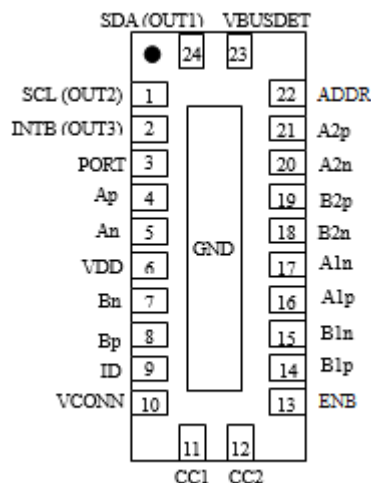 SDA (OUT1) VBUSDET
24 23
SCL (OUT2) 1 22 ADDR
INTB (OUT3) 2 21 A2p
PORT 3 20 A2n
Ap 4 19 B2p
An 5 18 B2n
GND
VDD 6 17 A1n
Bn 7 16 A1p
Bp 8 15 B1n
ID 9 14 B1p
VCONN 10 13 ENB
11 12
CC1 CC2